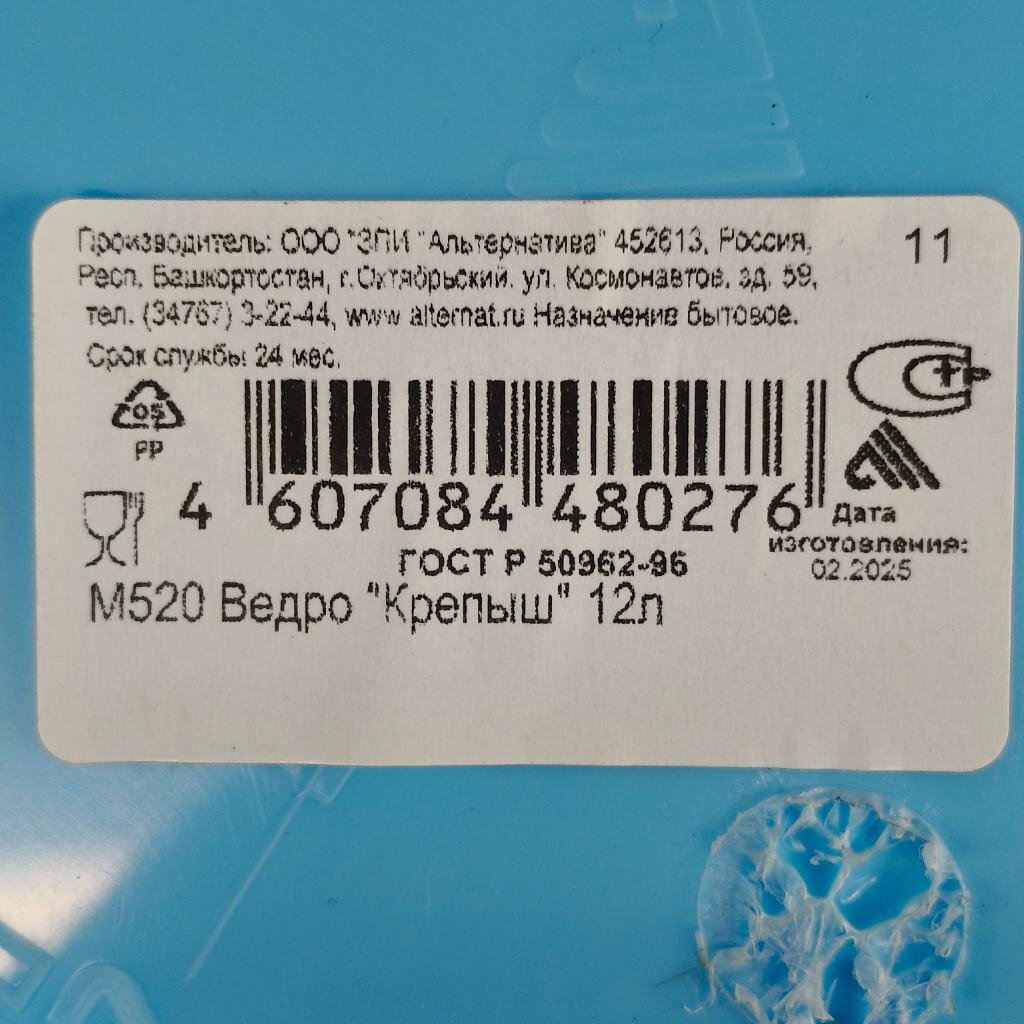 Производитель: ООО "ЗПИ "Альтернатива" 452613, Россия,
Респ. Башкортостан, г.Октябрьский, ул. Космонавтов, зд. 59,
тел. (34767) 3-22-44, www.alternat.ru Назначение бытовое.
Срок службы 24 мес.
11
05
PP
4 607084 480276
Дата
изготовления:
02.2025
ГОСТ Р 50962-96
М520 Ведро "Крепыш" 12л